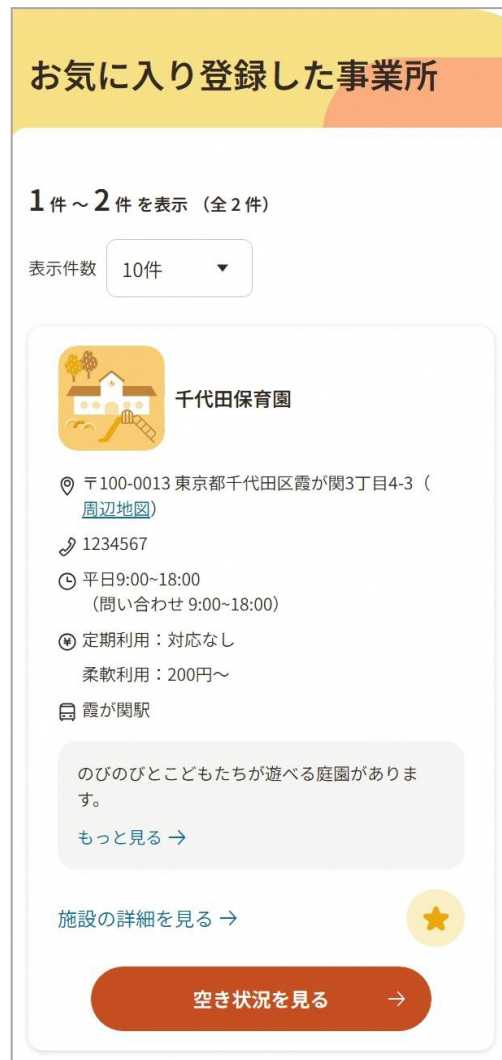 お気に入り登録した事業所
1 件 ～ 2 件 を表示 （全 2 件）
表示件数 10件
千代田保育園
〒100-0013 東京都千代田区霞が関3丁目4-3（
周辺地図）
1234567
平日9:00~18:00
（問い合わせ 9:00~18:00）
定期利用：対応なし
柔軟利用：200円～
霞が関駅
のびのびとこどもたちが遊べる庭園がありま
す。
もっと見る →
施設の詳細を見る →
空き状況を見る →